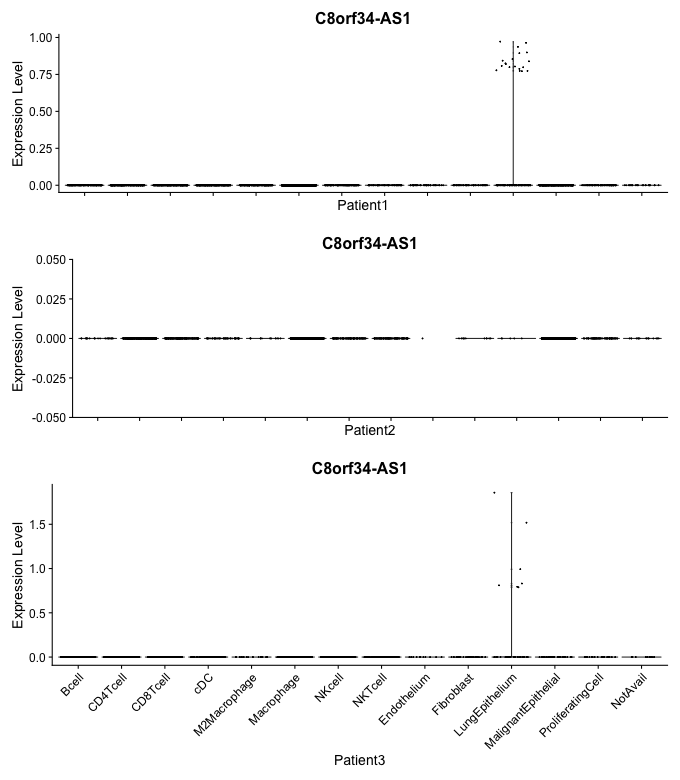 C8orf34-AS1
Expression Level
1.00
0.75
0.50
0.25
0.00
Patient1
C8orf34-AS1
Expression Level
0.050
0.025
0.000
-0.025
-0.050
Patient2
C8orf34-AS1
Expression Level
1.5
1.0
0.5
0.0
Bcell
CD4Tcell
CD8Tcell
cDC
M2Macrophage
Macrophage
NKcell
NKTcell
Endothelium
Fibroblast
LungEpithelium
MalignantEpithelial
ProliferatingCell
NotAvail
Patient3